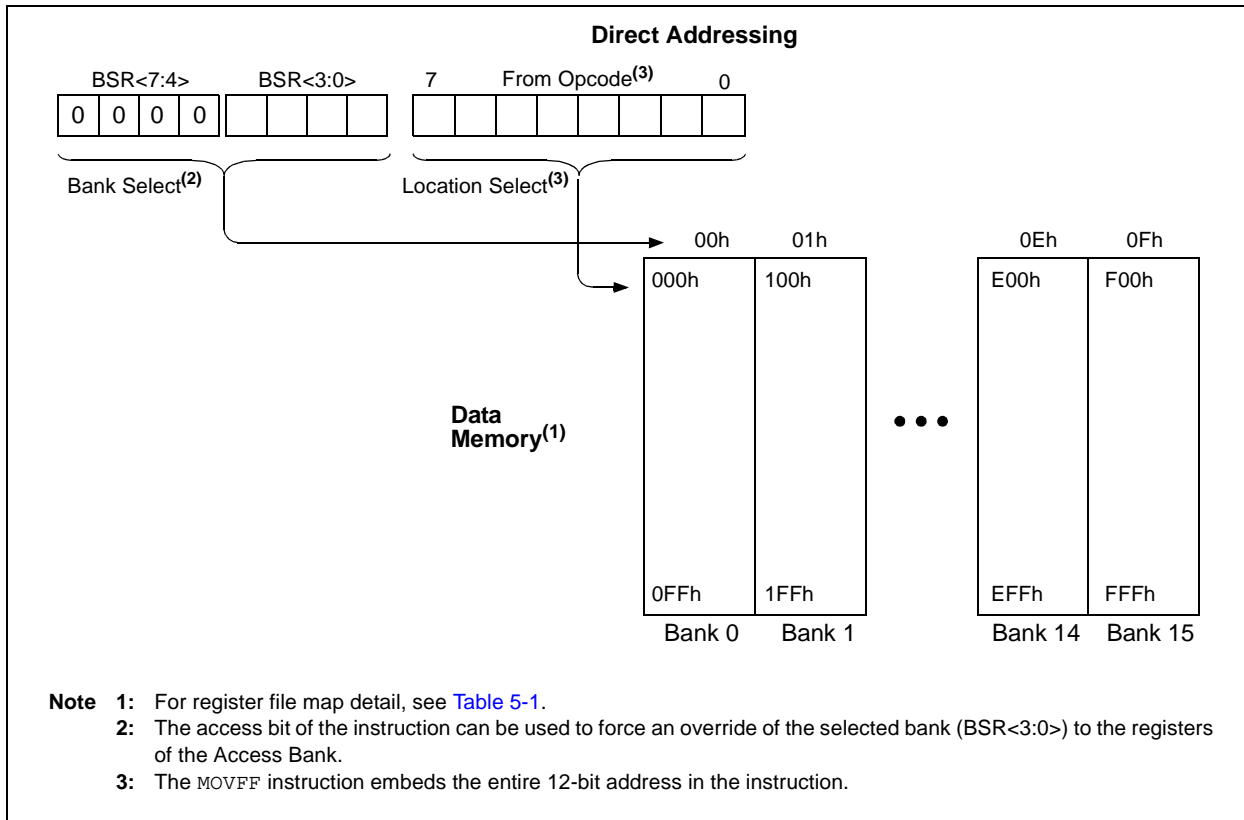 Direct Addressing
BSR<7:4> BSR<3:0> 7 From Opcode(3) 0
0 0 0 0
Bank Select(2) Location Select(3)
00h 01h 0Eh 0Fh
000h 100h E00h F00h
Data
Memory(1)
0FFh 1FFh EFFh FFFh
Bank 0 Bank 1 Bank 14 Bank 15
Note 1: For register file map detail, see Table 5-1.
2: The access bit of the instruction can be used to force an override of the selected bank (BSR<3:0>) to the registers
of the Access Bank.
3: The MOVFF instruction embeds the entire 12-bit address in the instruction.